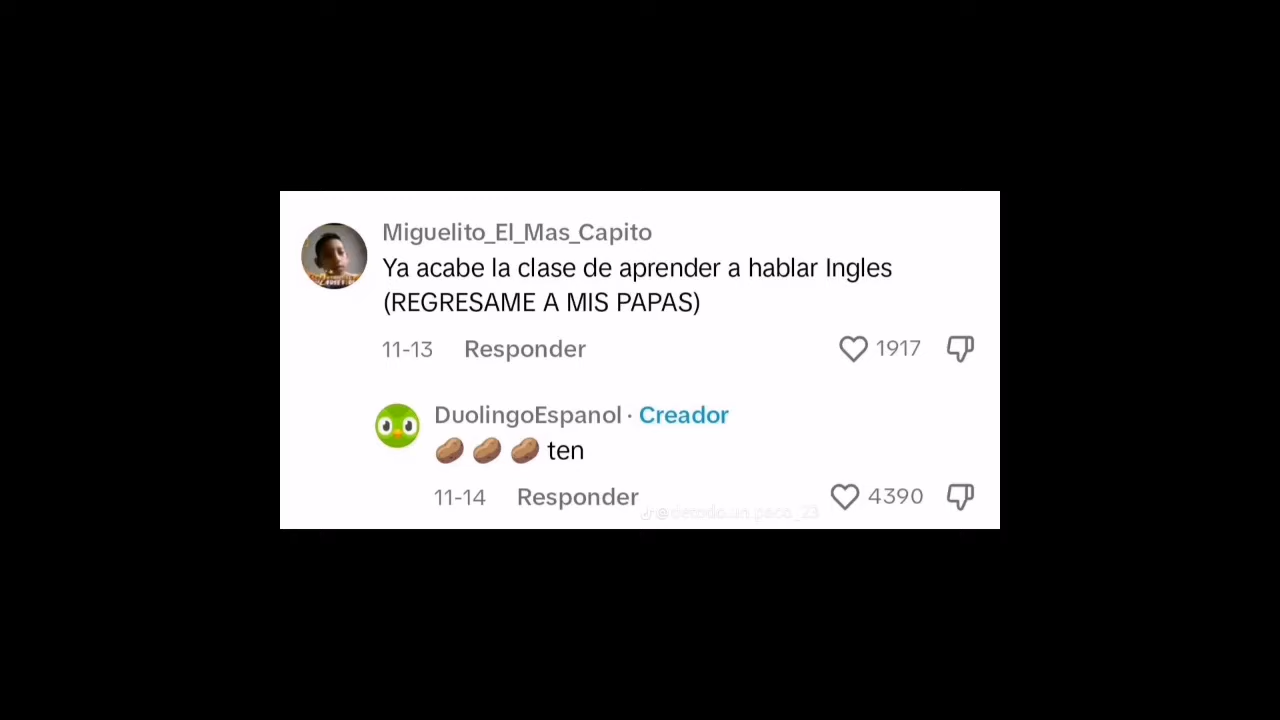 Miguelito_El_Mas_Capito
Ya acabe la clase de aprender a hablar Ingles
(REGRESAME A MIS PAPAS)
11-13 Responder 1917
DuolingoEspanol · Creador
🥔 🥔 🥔 ten
11-14 Responder 4390